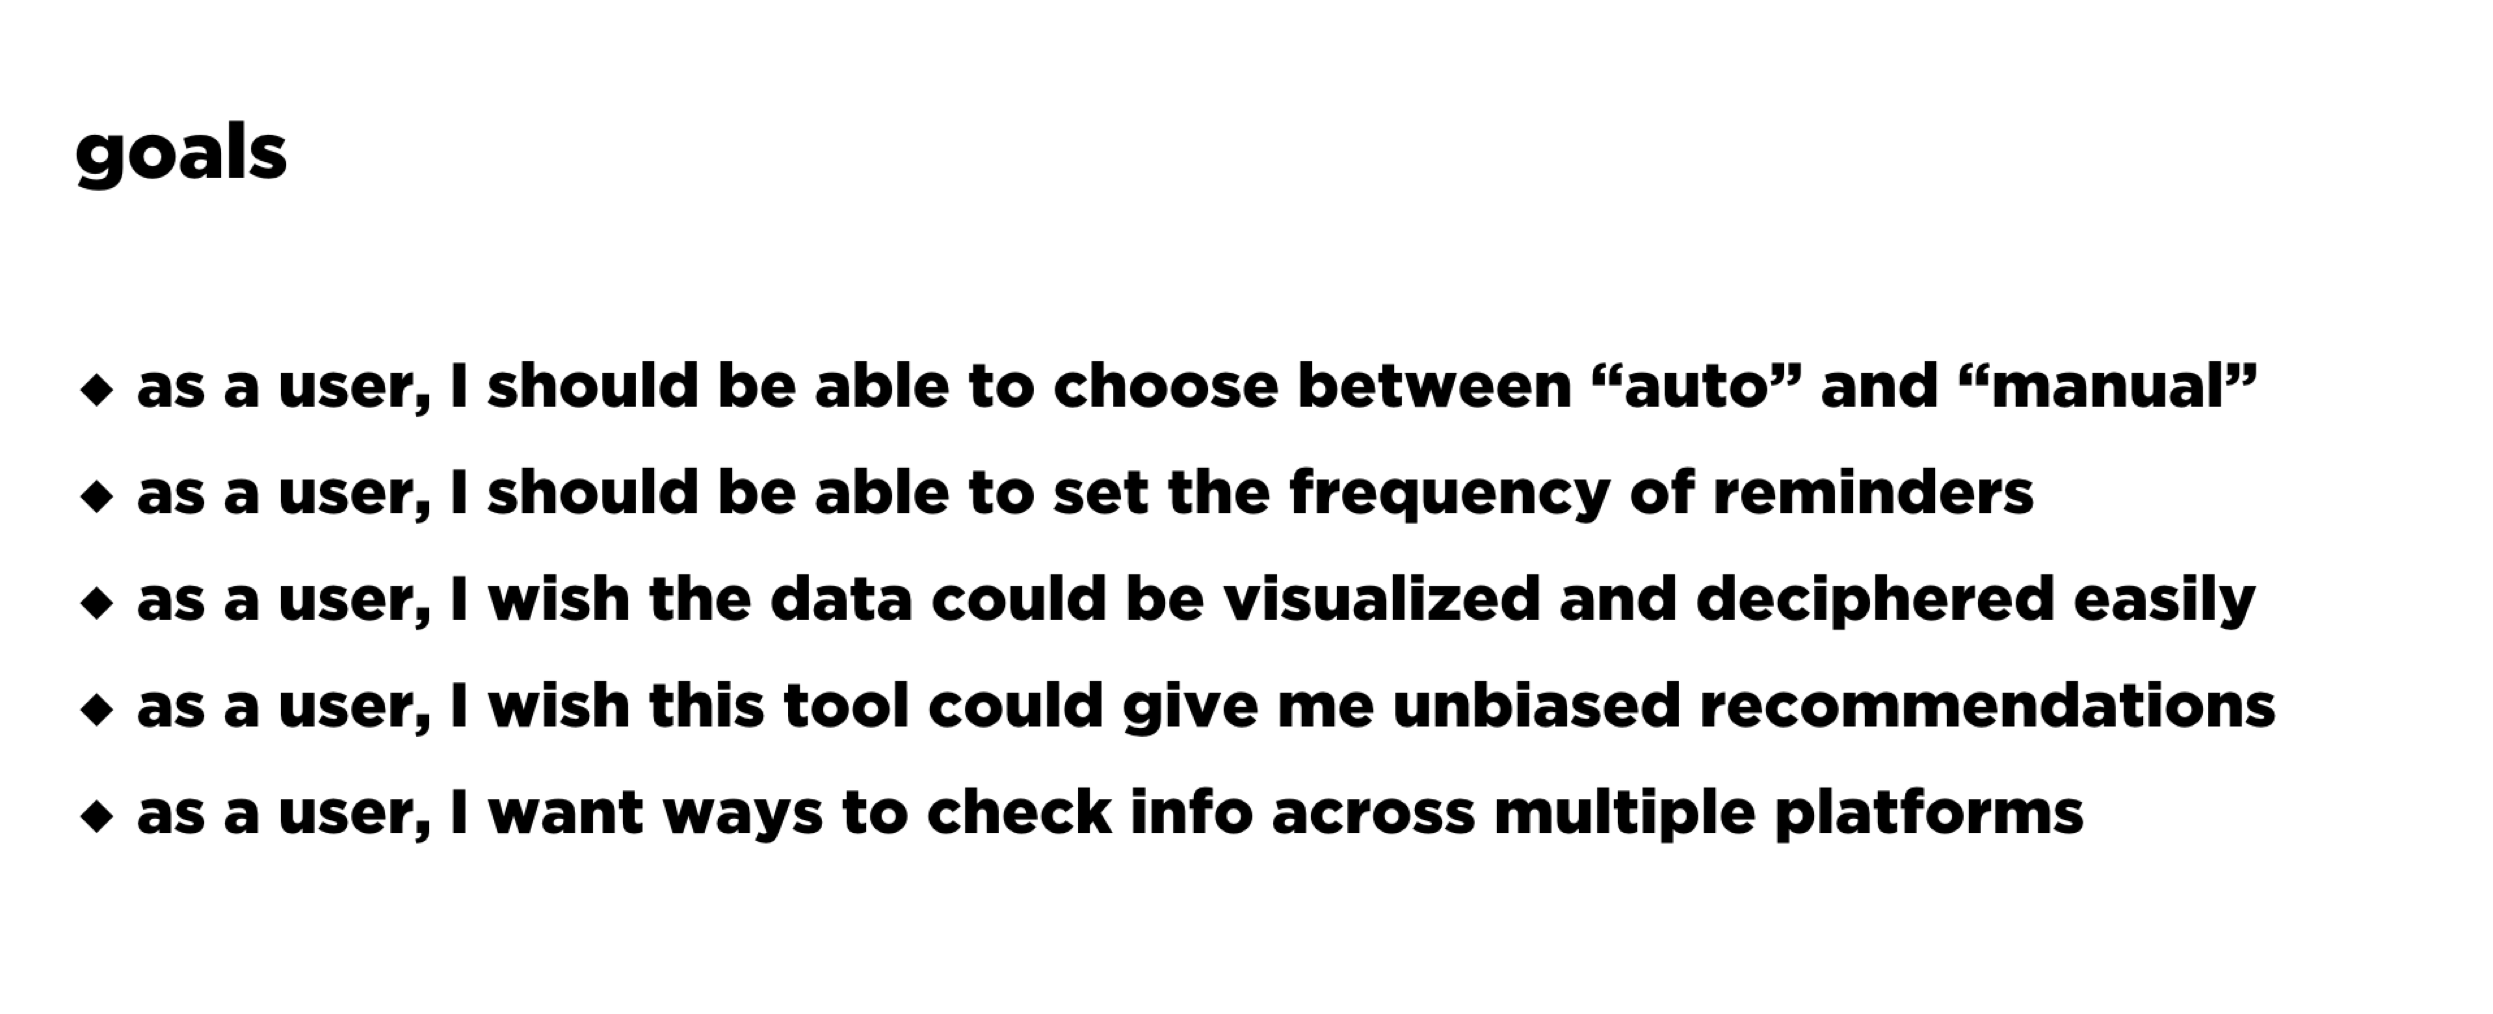 goals
◆ as a user, I should be able to choose between “auto” and “manual”
◆ as a user, I should be able to set the frequency of reminders
◆ as a user, I wish the data could be visualized and deciphered easily
◆ as a user, I wish this tool could give me unbiased recommendations
◆ as a user, I want ways to check info across multiple platforms